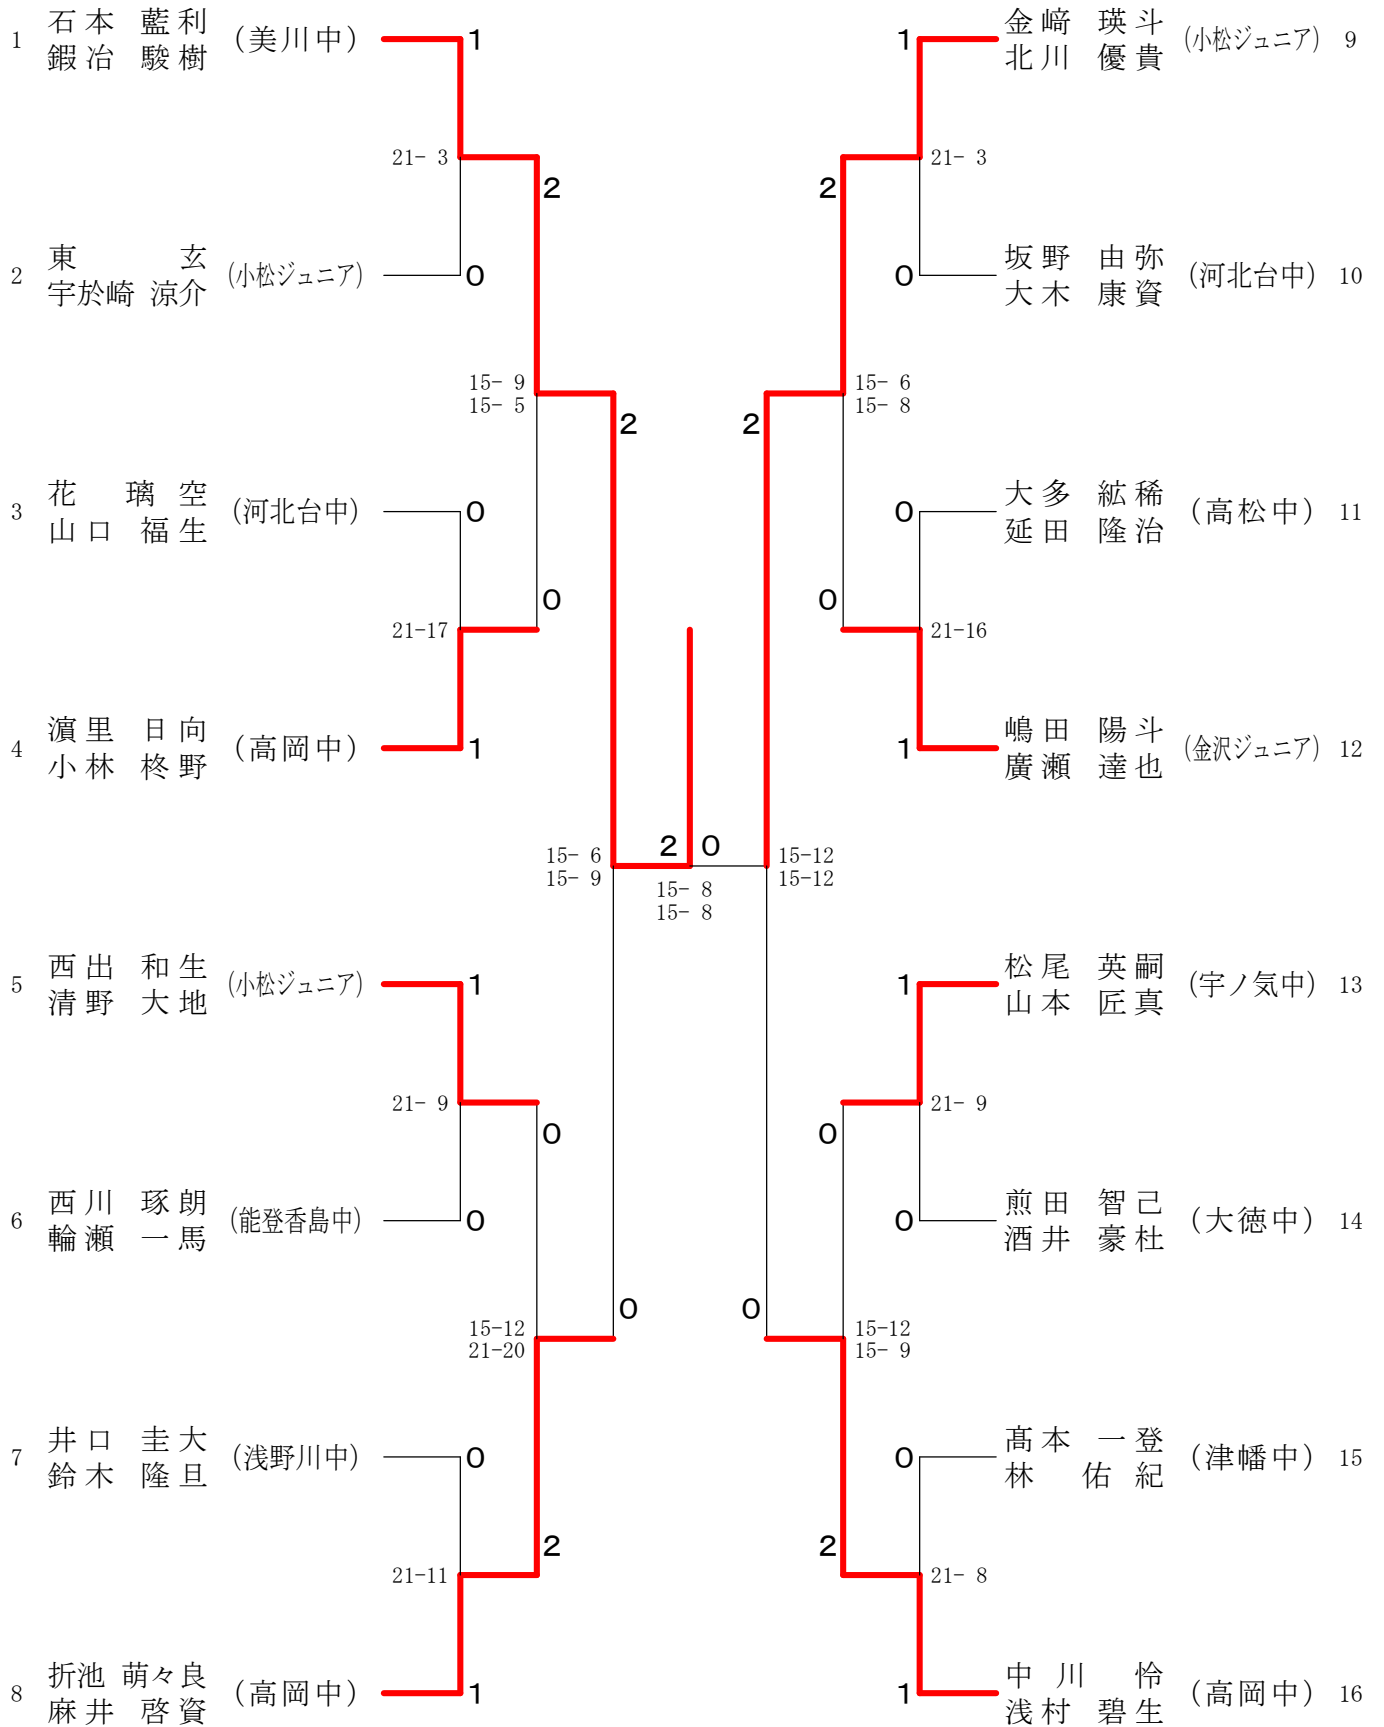 1 石本 藍利 (美川中) 1
鍜冶 駿樹
21- 3
2
2 東 玄 (小松ジュニア) 0
宇於崎 涼介
15- 9
15- 5
2
3 花 璃空 (河北台中) 0
山口 福生
0
21-17
4 濵里 日向 (高岡中) 1
小林 柊野
15- 6
15- 9
2 0
15- 8
15- 8
5 西出 和生 (小松ジュニア) 1
清野 大地
21- 9
0
6 西川 琢朗 (能登香島中) 0
輪瀬 一馬
0
15-12
21-20
7 井口 圭大 (浅野川中) 0
鈴木 隆旦
2
21-11
8 折池 萌々良 (高岡中) 1
麻井 啓資
1 金﨑 瑛斗 (小松ジュニア) 9
北川 優貴
21- 3
2
0 坂野 由弥 (河北台中) 10
大木 康資
15- 6
15- 8
2
0 大多 紘稀 (高松中) 11
延田 隆治
0
21-16
1 嶋田 陽斗 (金沢ジュニア) 12
廣瀬 達也
15-12
15-12
1 松尾 英嗣 (宇ノ気中) 13
山本 匠真
21- 9
0
0 煎田 智己 (大徳中) 14
酒井 豪杜
0
15-12
15- 9
0 髙本 一登 (津幡中) 15
林 佑紀
2
21- 8
1 中川 怜 (高岡中) 16
浅村 碧生